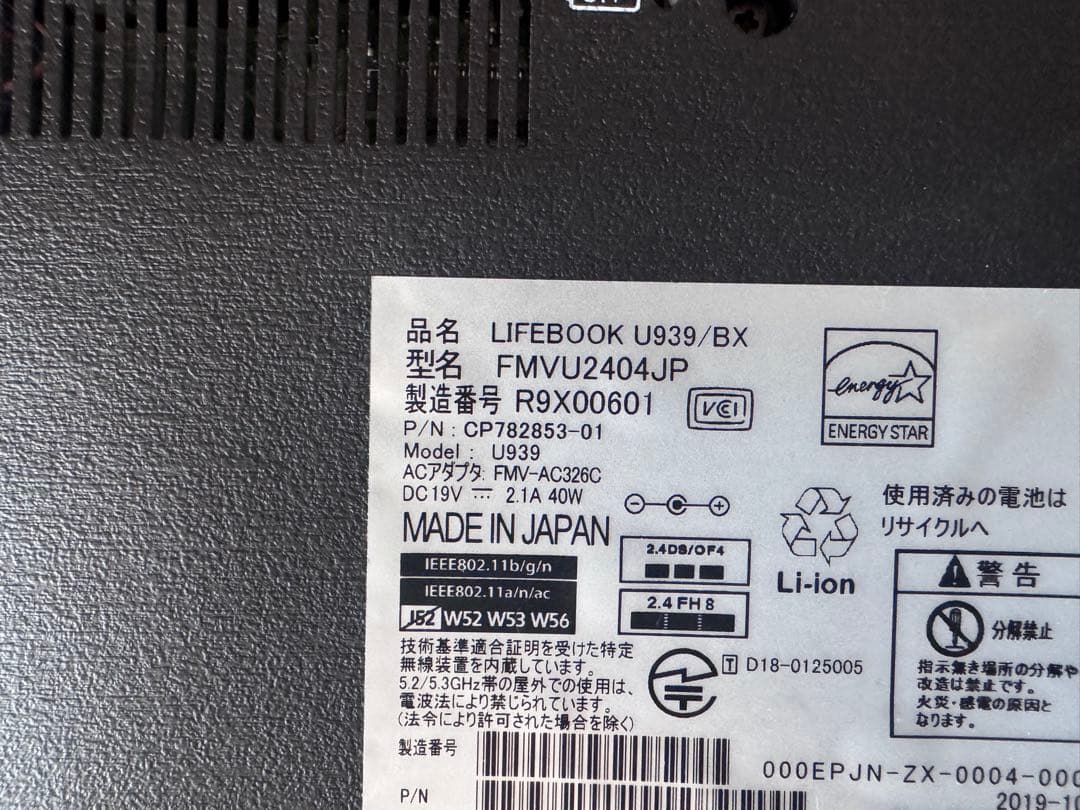 品名 LIFEBOOK U939/BX
型名 FMVU2404JP
製造番号 R9X00601
VCCI
P/N : CP782853-01
Model : U939
ACアダプタ: FMV-AC326C
DC19V 2.1A 40W
MADE IN JAPAN
energy
ENERGY STAR
使用済みの電池は
リサイクルへ
Li-ion
IEEE802.11b/g/n
IEEE802.11a/n/ac
J52 W52 W53 W56
2.4DS/OF4
2.4FH8
警告
分解禁止
指示無き場所の分解や
改造は禁止です。
火災・感電の原因と
なります。
技術基準適合証明を受けた特定
無線装置を内蔵しています。
5.2/5.3GHz帯の屋外での使用は、
電波法により禁じられています。
(法令により許可された場合を除く)
T D18-0125005
製造番号
000EPJN-ZX-0004-000
P/N
2019-10